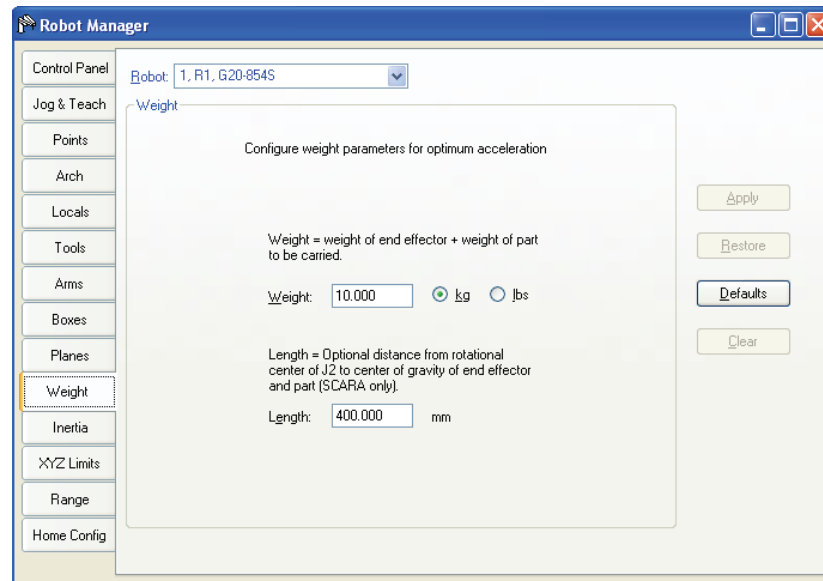 Robot Manager
Control Panel
Jog & Teach
Points
Arch
Locals
Tools
Arms
Boxes
Planes
Weight
Inertia
XYZ Limits
Range
Home Config
Robot: 1, R1, G20-854S
Weight
Configure weight parameters for optimum acceleration
Weight = weight of end effector + weight of part
to be carried.
Weight: 10.000 kg lbs
Length = Optional distance from rotational
center of J2 to center of gravity of end effector
and part (SCARA only).
Length: 400.000 mm
Apply
Restore
Defaults
Clear